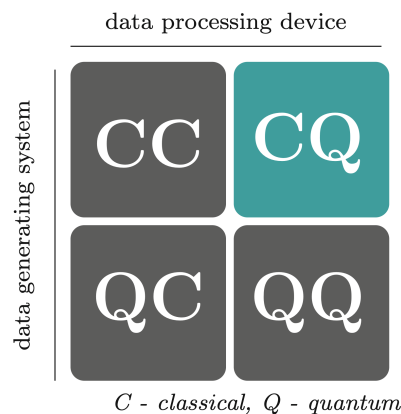 data processing device
data generating system
CC
CQ
QC
QQ
C - classical, Q - quantum